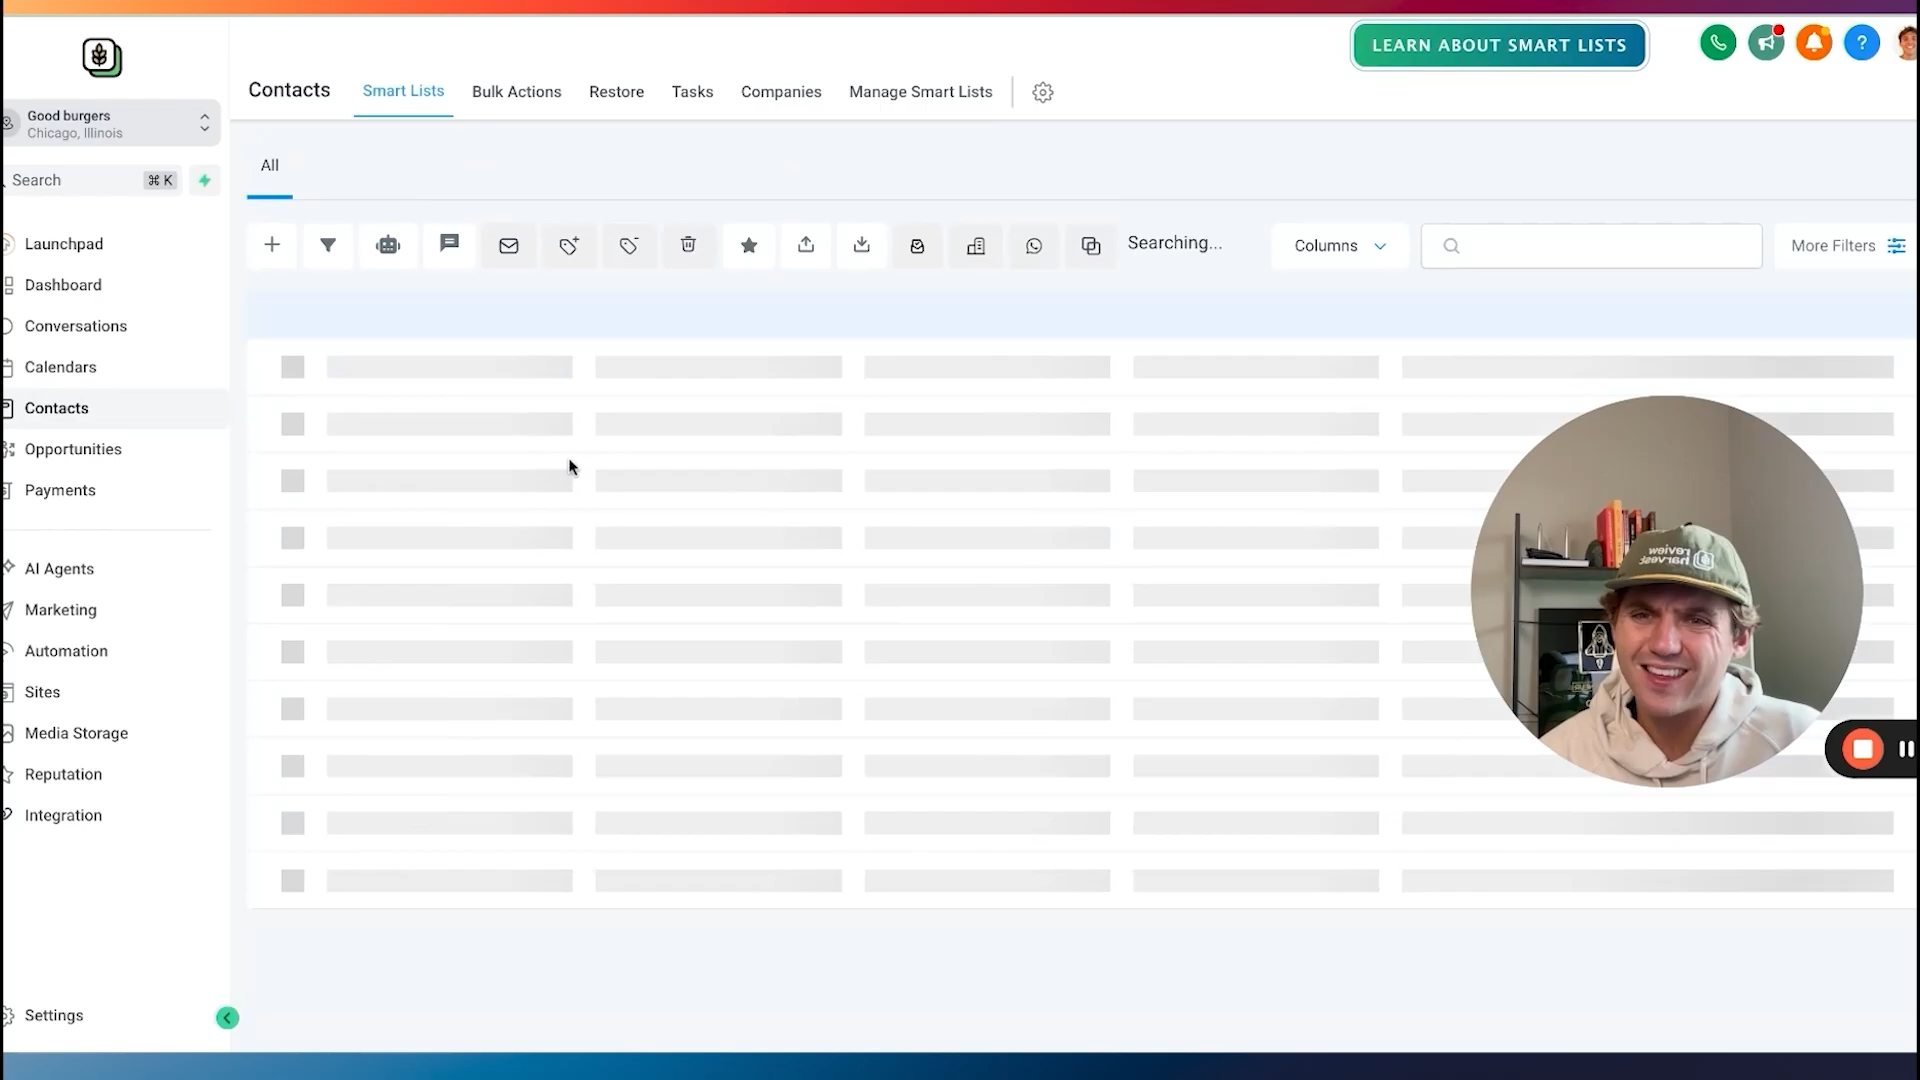 LEARN ABOUT SMART LISTS
?
Contacts
Smart Lists
Bulk Actions
Restore
Tasks
Companies
Manage Smart Lists
Good burgers
Chicago, Illinois
Search
⌘ K
All
Searching...
Columns
More Filters
Launchpad
Dashboard
Conversations
Calendars
Contacts
Opportunities
Payments
AI Agents
Marketing
Automation
Sites
Media Storage
Reputation
Integration
Settings
review
harvest